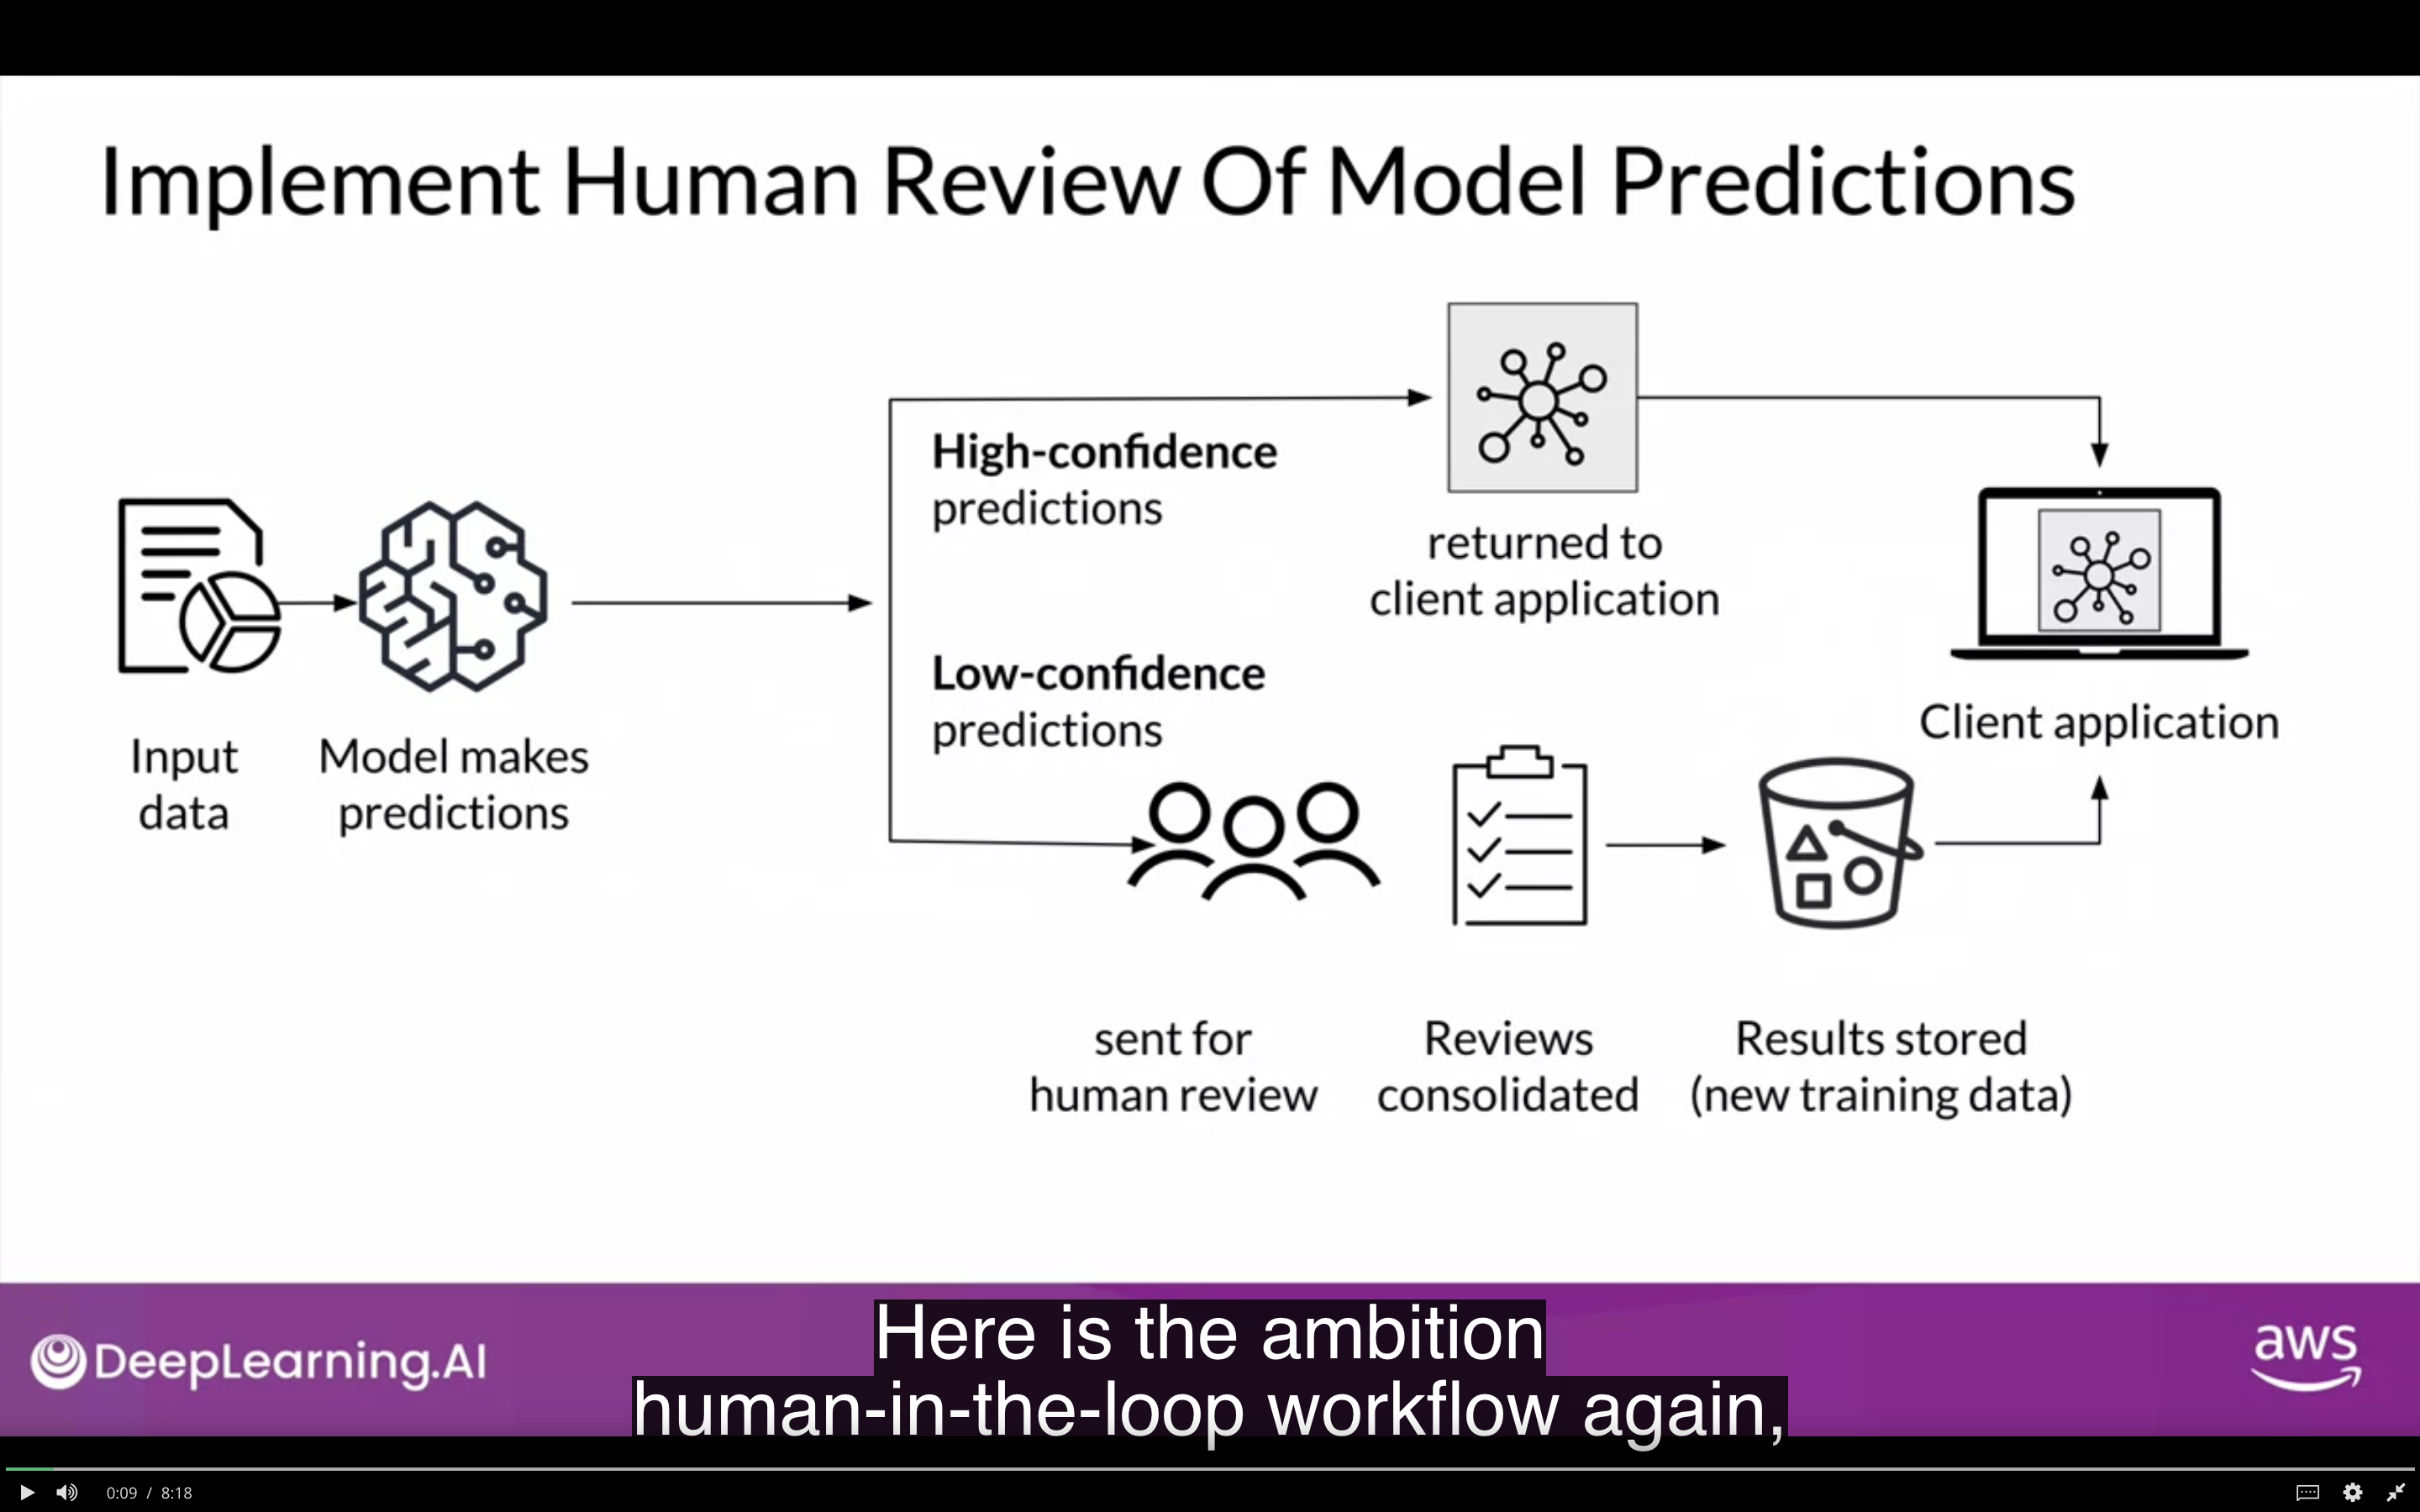 Implement Human Review Of Model Predictions
High-confidence
predictions
returned to
client application
Low-confidence
predictions
Input
data
Model makes
predictions
Client application
sent for
human review
Reviews
consolidated
Results stored
(new training data)
DeepLearning.AI
Here is the ambition
human-in-the-loop workflow again,
aws
0:09 / 8:18